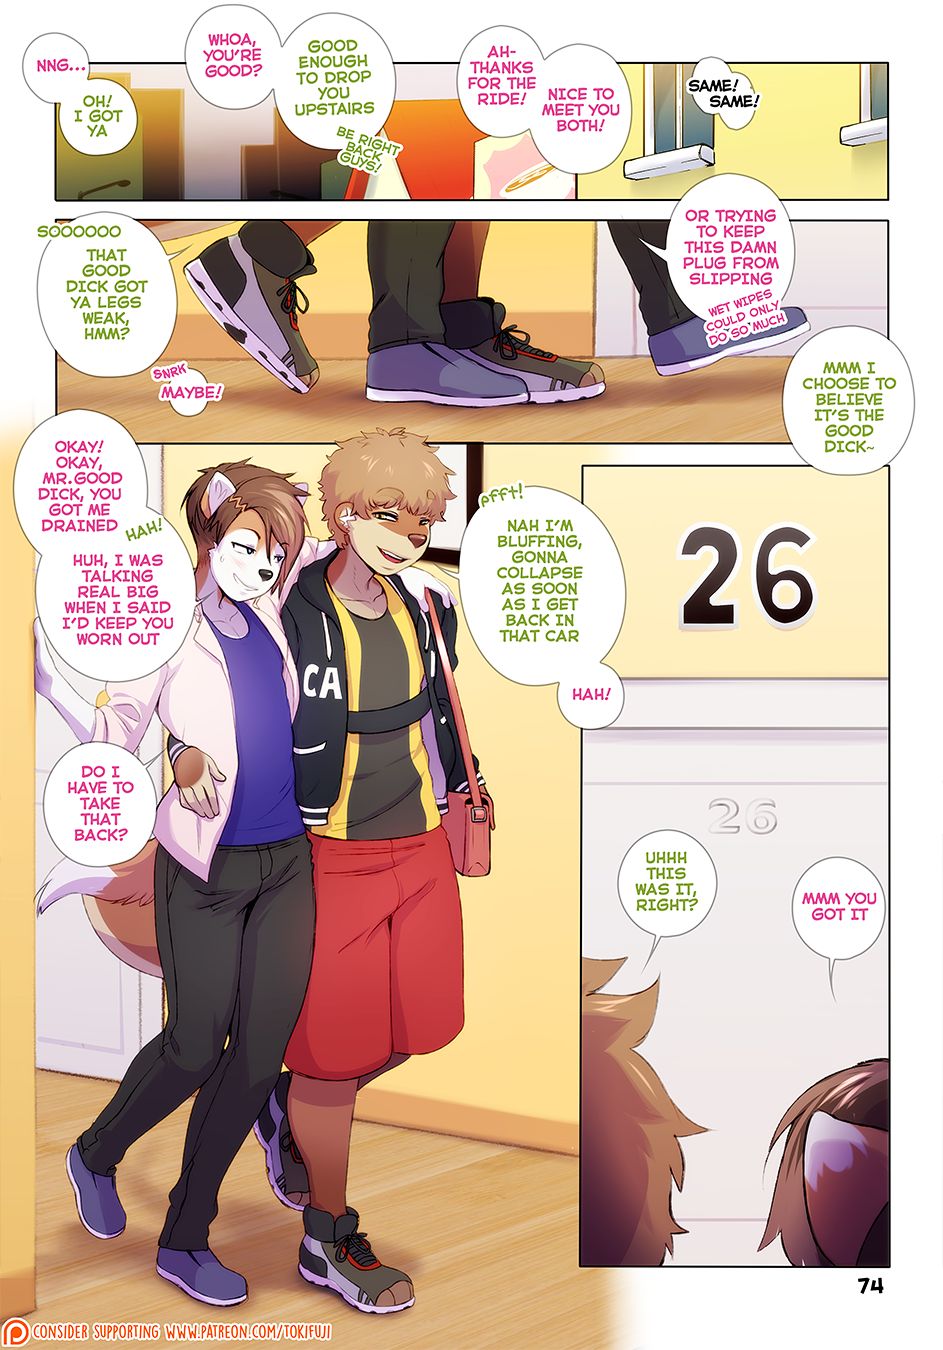 NNG...
OH!
I GOT
YA
WHOA,
YOU'RE
GOOD?
GOOD
ENOUGH
TO DROP
YOU
UPSTAIRS
BE RIGHT
BACK
GUYS!
AH-
THANKS
FOR THE
RIDE!
NICE TO
MEET YOU
BOTH!
SAME!
SAME!
SOOOOOO
THAT
GOOD
DICK GOT
YA LEGS
WEAK,
HMM?
SNRK
MAYBE!
OR TRYING
TO KEEP
THIS DAMN
PLUG FROM
SLIPPING
WET WIPES
COULD ONLY
DO SO MUCH
MMM I
CHOOSE TO
BELIEVE
IT'S THE
GOOD
DICK~
OKAY!
OKAY,
MR.GOOD
DICK, YOU
GOT ME
DRAINED
HAH!
HUH, I WAS
TALKING
REAL BIG
WHEN I SAID
I'D KEEP YOU
WORN OUT
DO I
HAVE TO
TAKE
THAT
BACK?
pfft!
NAH I'M
BLUFFING,
GONNA
COLLAPSE
AS SOON
AS I GET
BACK IN
THAT CAR
HAH!
CA
26
26
UHHH
THIS
WAS IT,
RIGHT?
MMM YOU
GOT IT
74
CONSIDER SUPPORTING WWW.PATREON.COM/TOKIFUJI